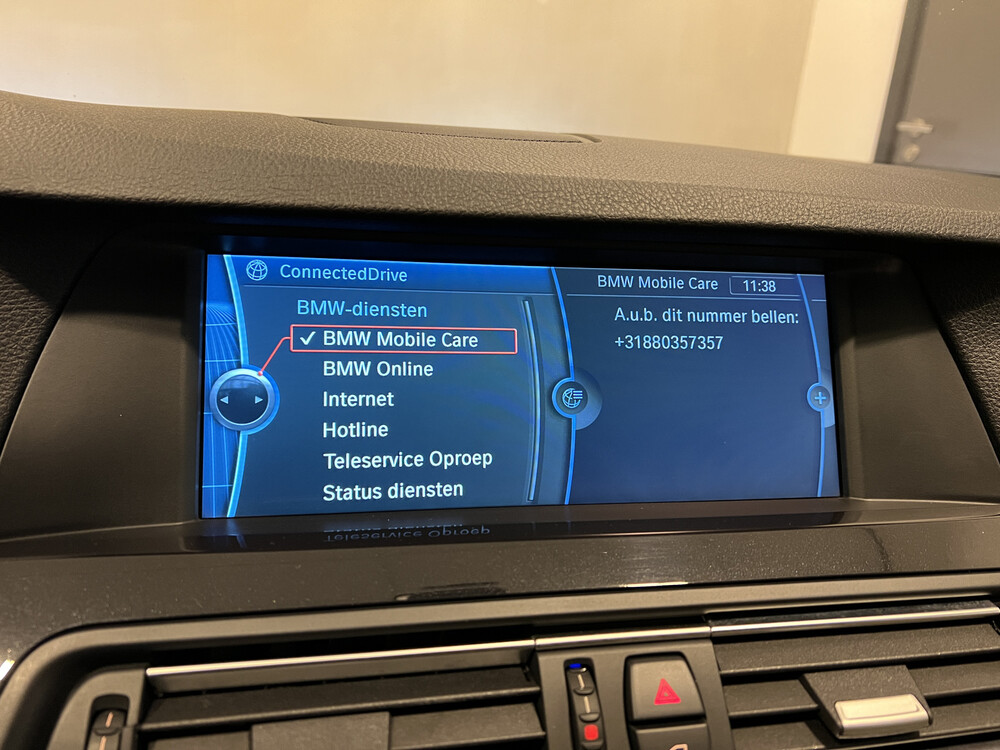 ConnectedDrive
BMW-diensten
✓ BMW Mobile Care
BMW Online
Internet
Hotline
Teleservice Oproep
Status diensten
BMW Mobile Care 11:38
A.u.b. dit nummer bellen:
+31880357357